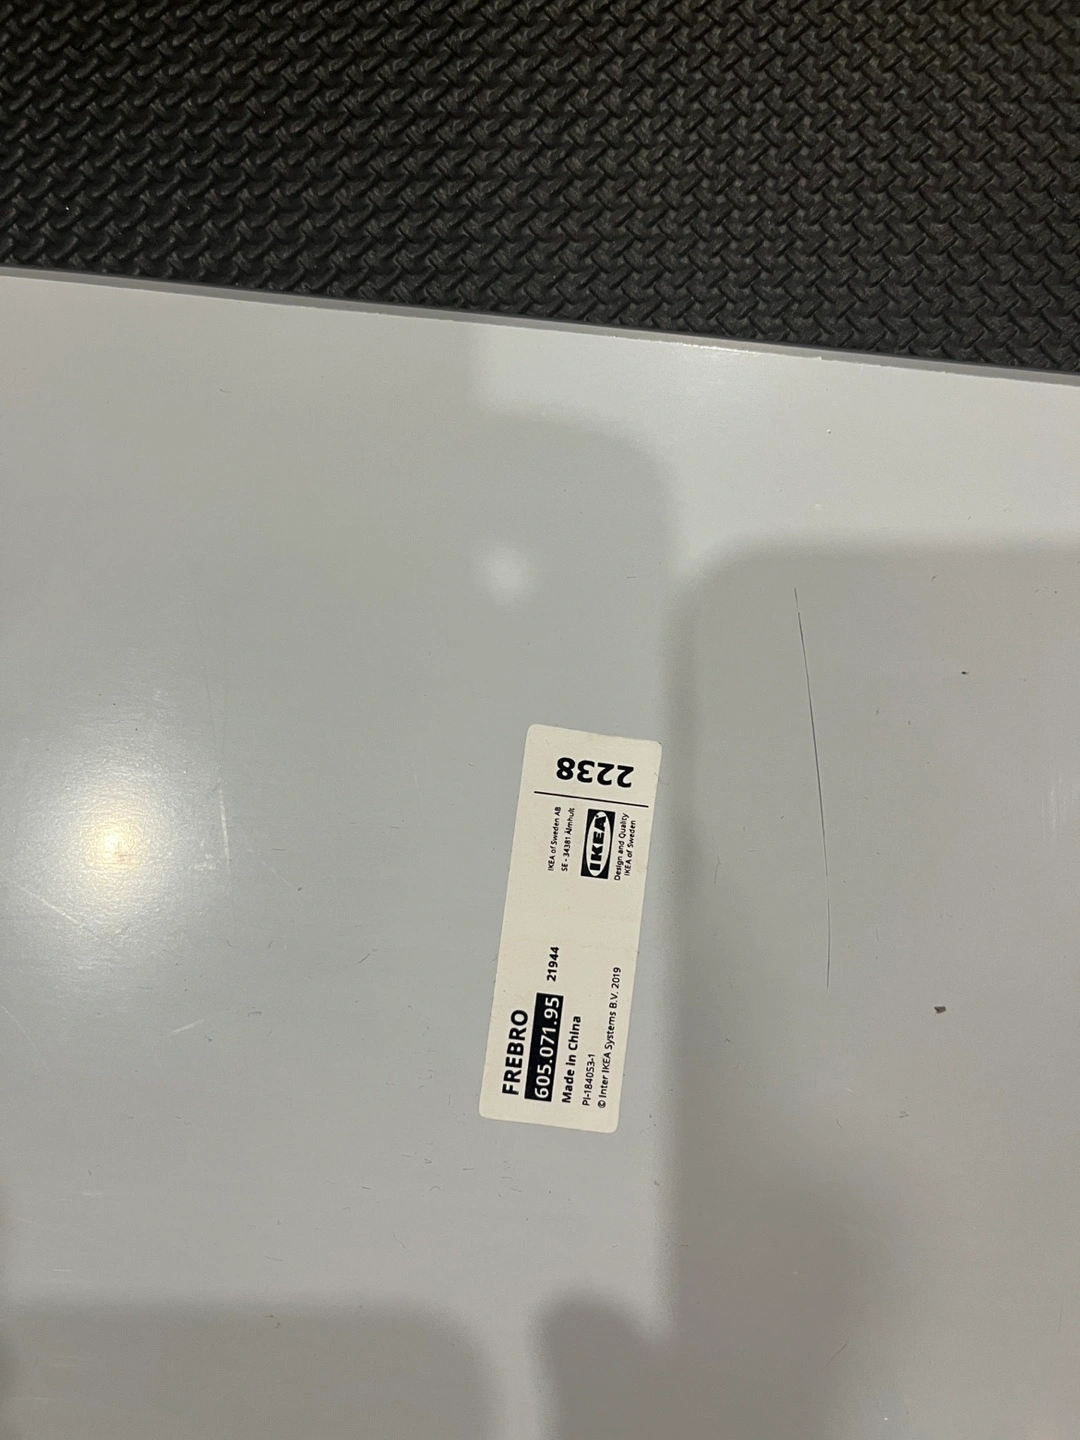 FREBRO
605.071.95 21944
Made in China
PI-184053-1
© Inter IKEA Systems B.V. 2019
IKEA of Sweden AB
SE - 34381 Älmhult
IKEA
Design and Quality
IKEA of Sweden
2238